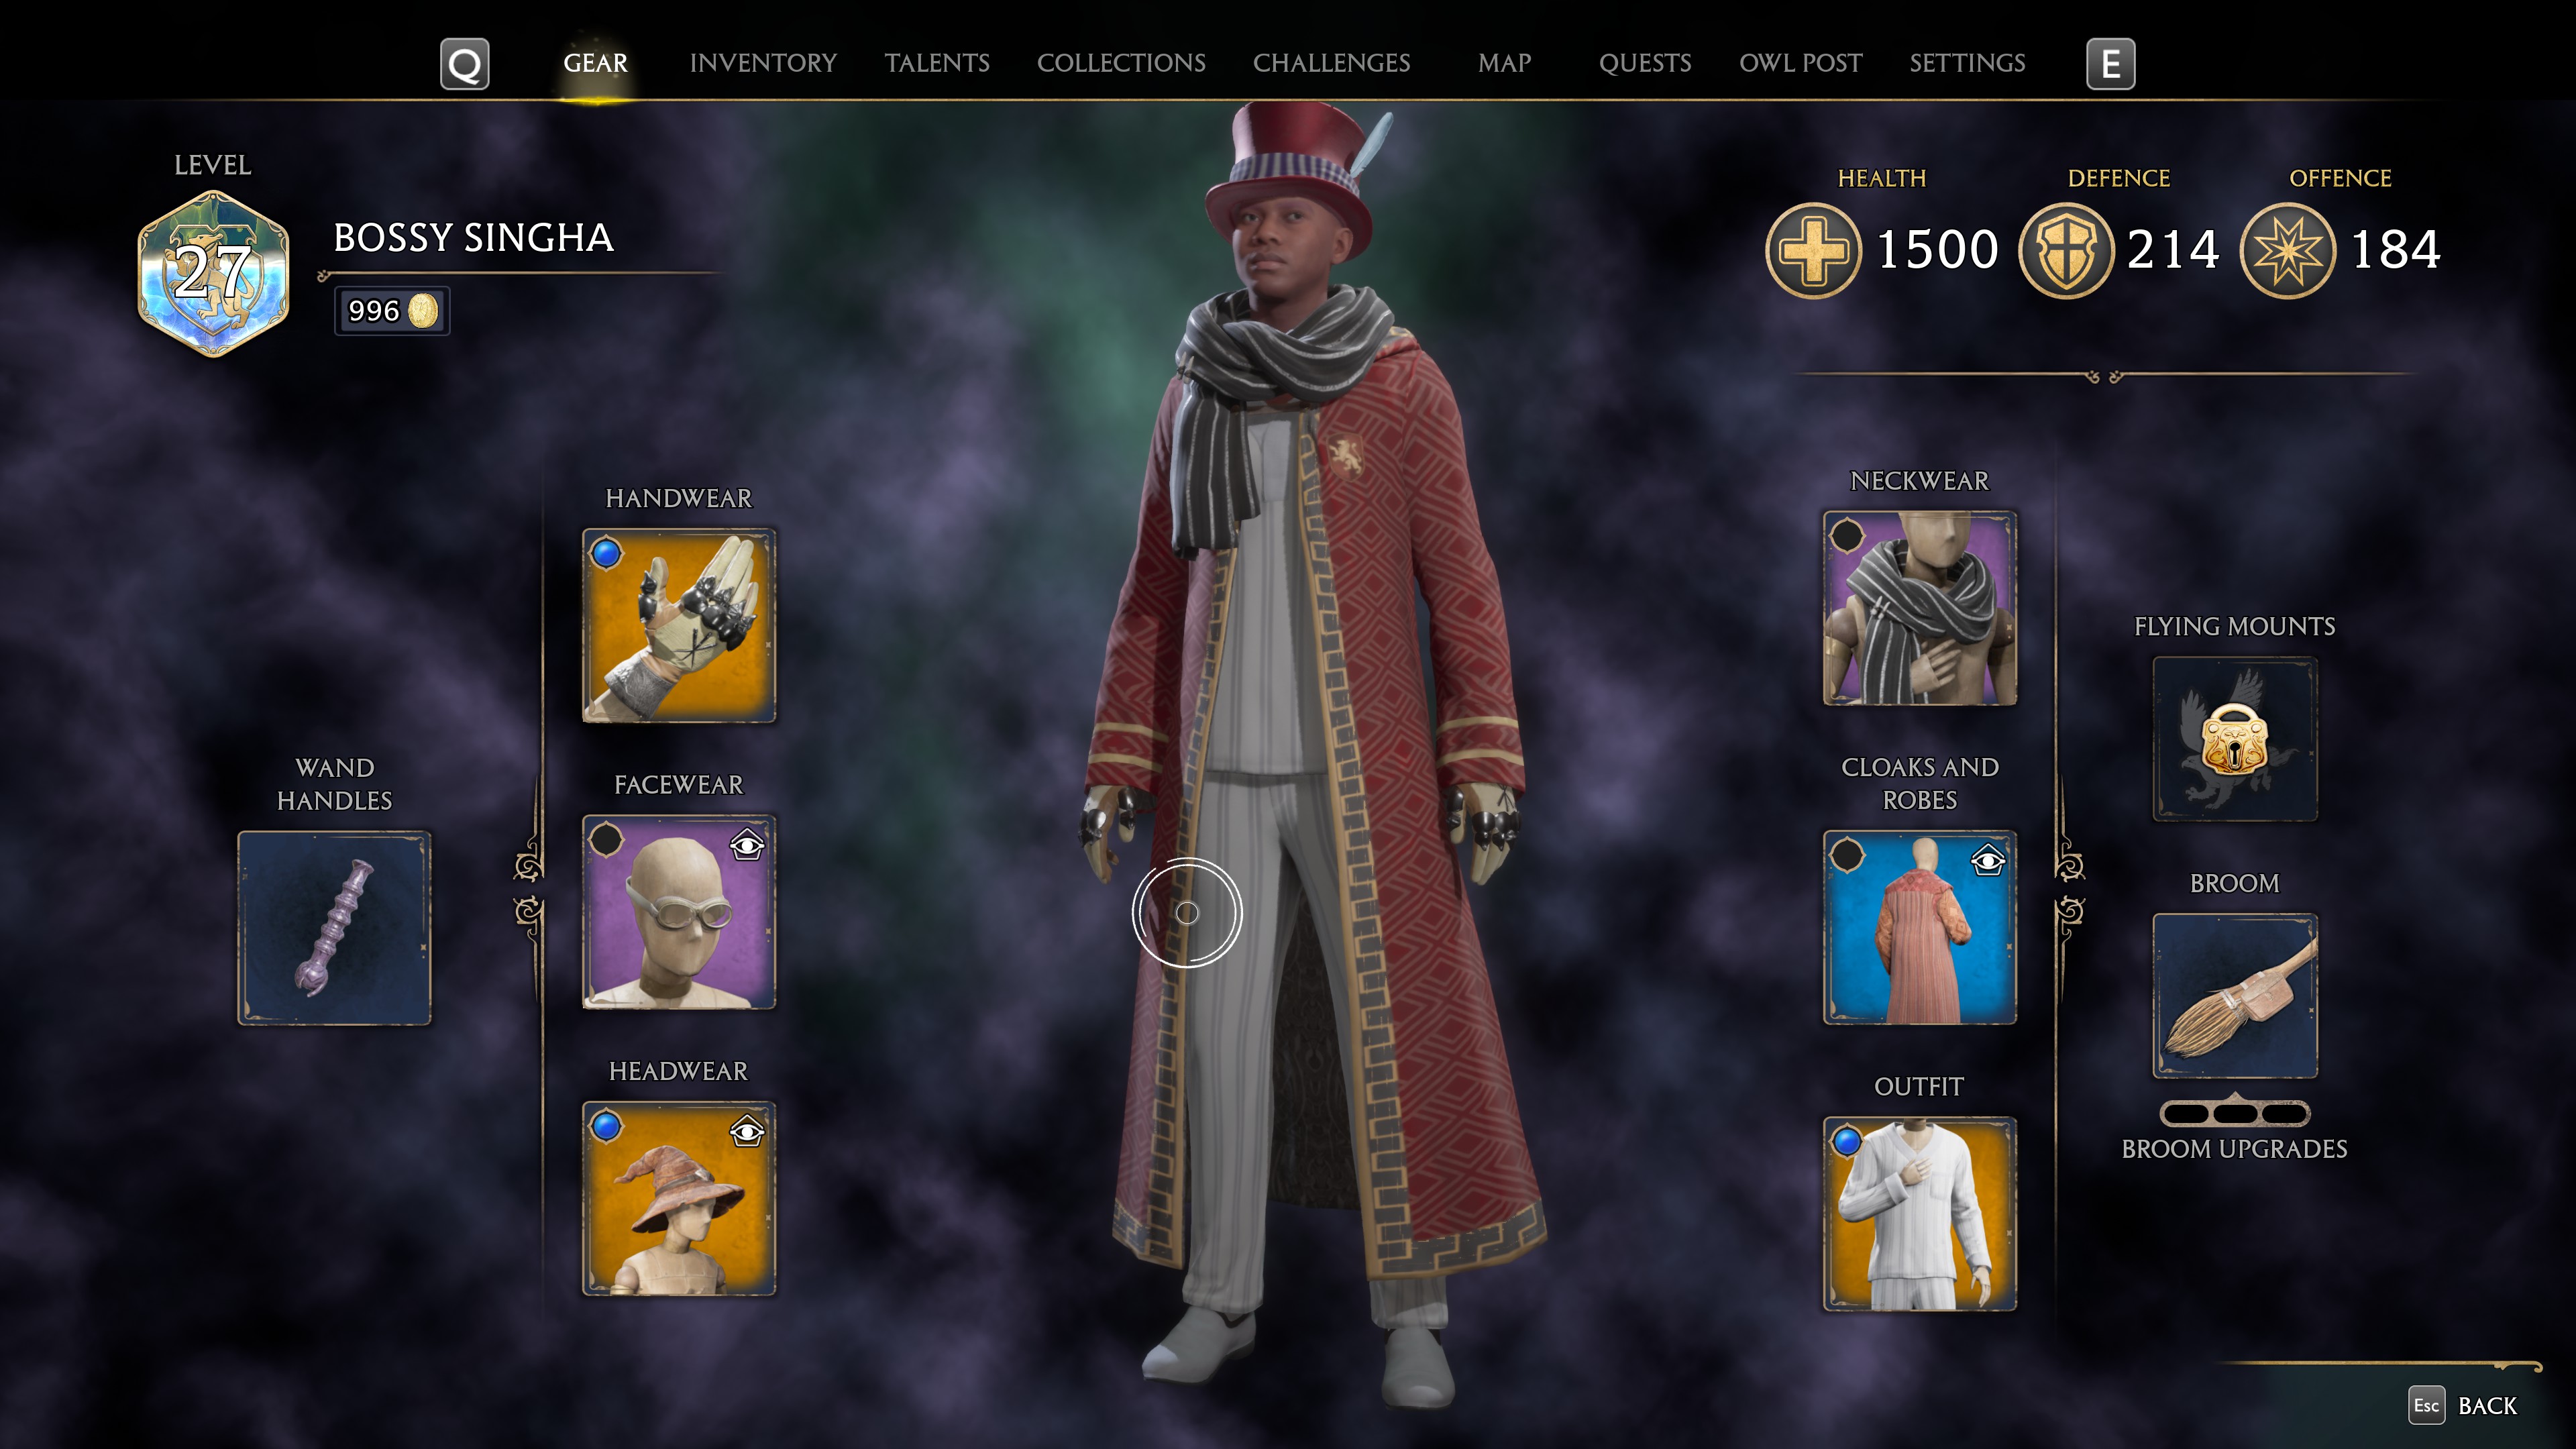 Q
GEAR
INVENTORY
TALENTS
COLLECTIONS
CHALLENGES
MAP
QUESTS
OWL POST
SETTINGS
E
LEVEL
27
BOSSY SINGHA
996
HEALTH
1500
DEFENCE
214
OFFENCE
184
WAND
HANDLES
HANDWEAR
FACEWEAR
HEADWEAR
NECKWEAR
CLOAKS AND
ROBES
OUTFIT
FLYING MOUNTS
BROOM
BROOM UPGRADES
Esc
BACK